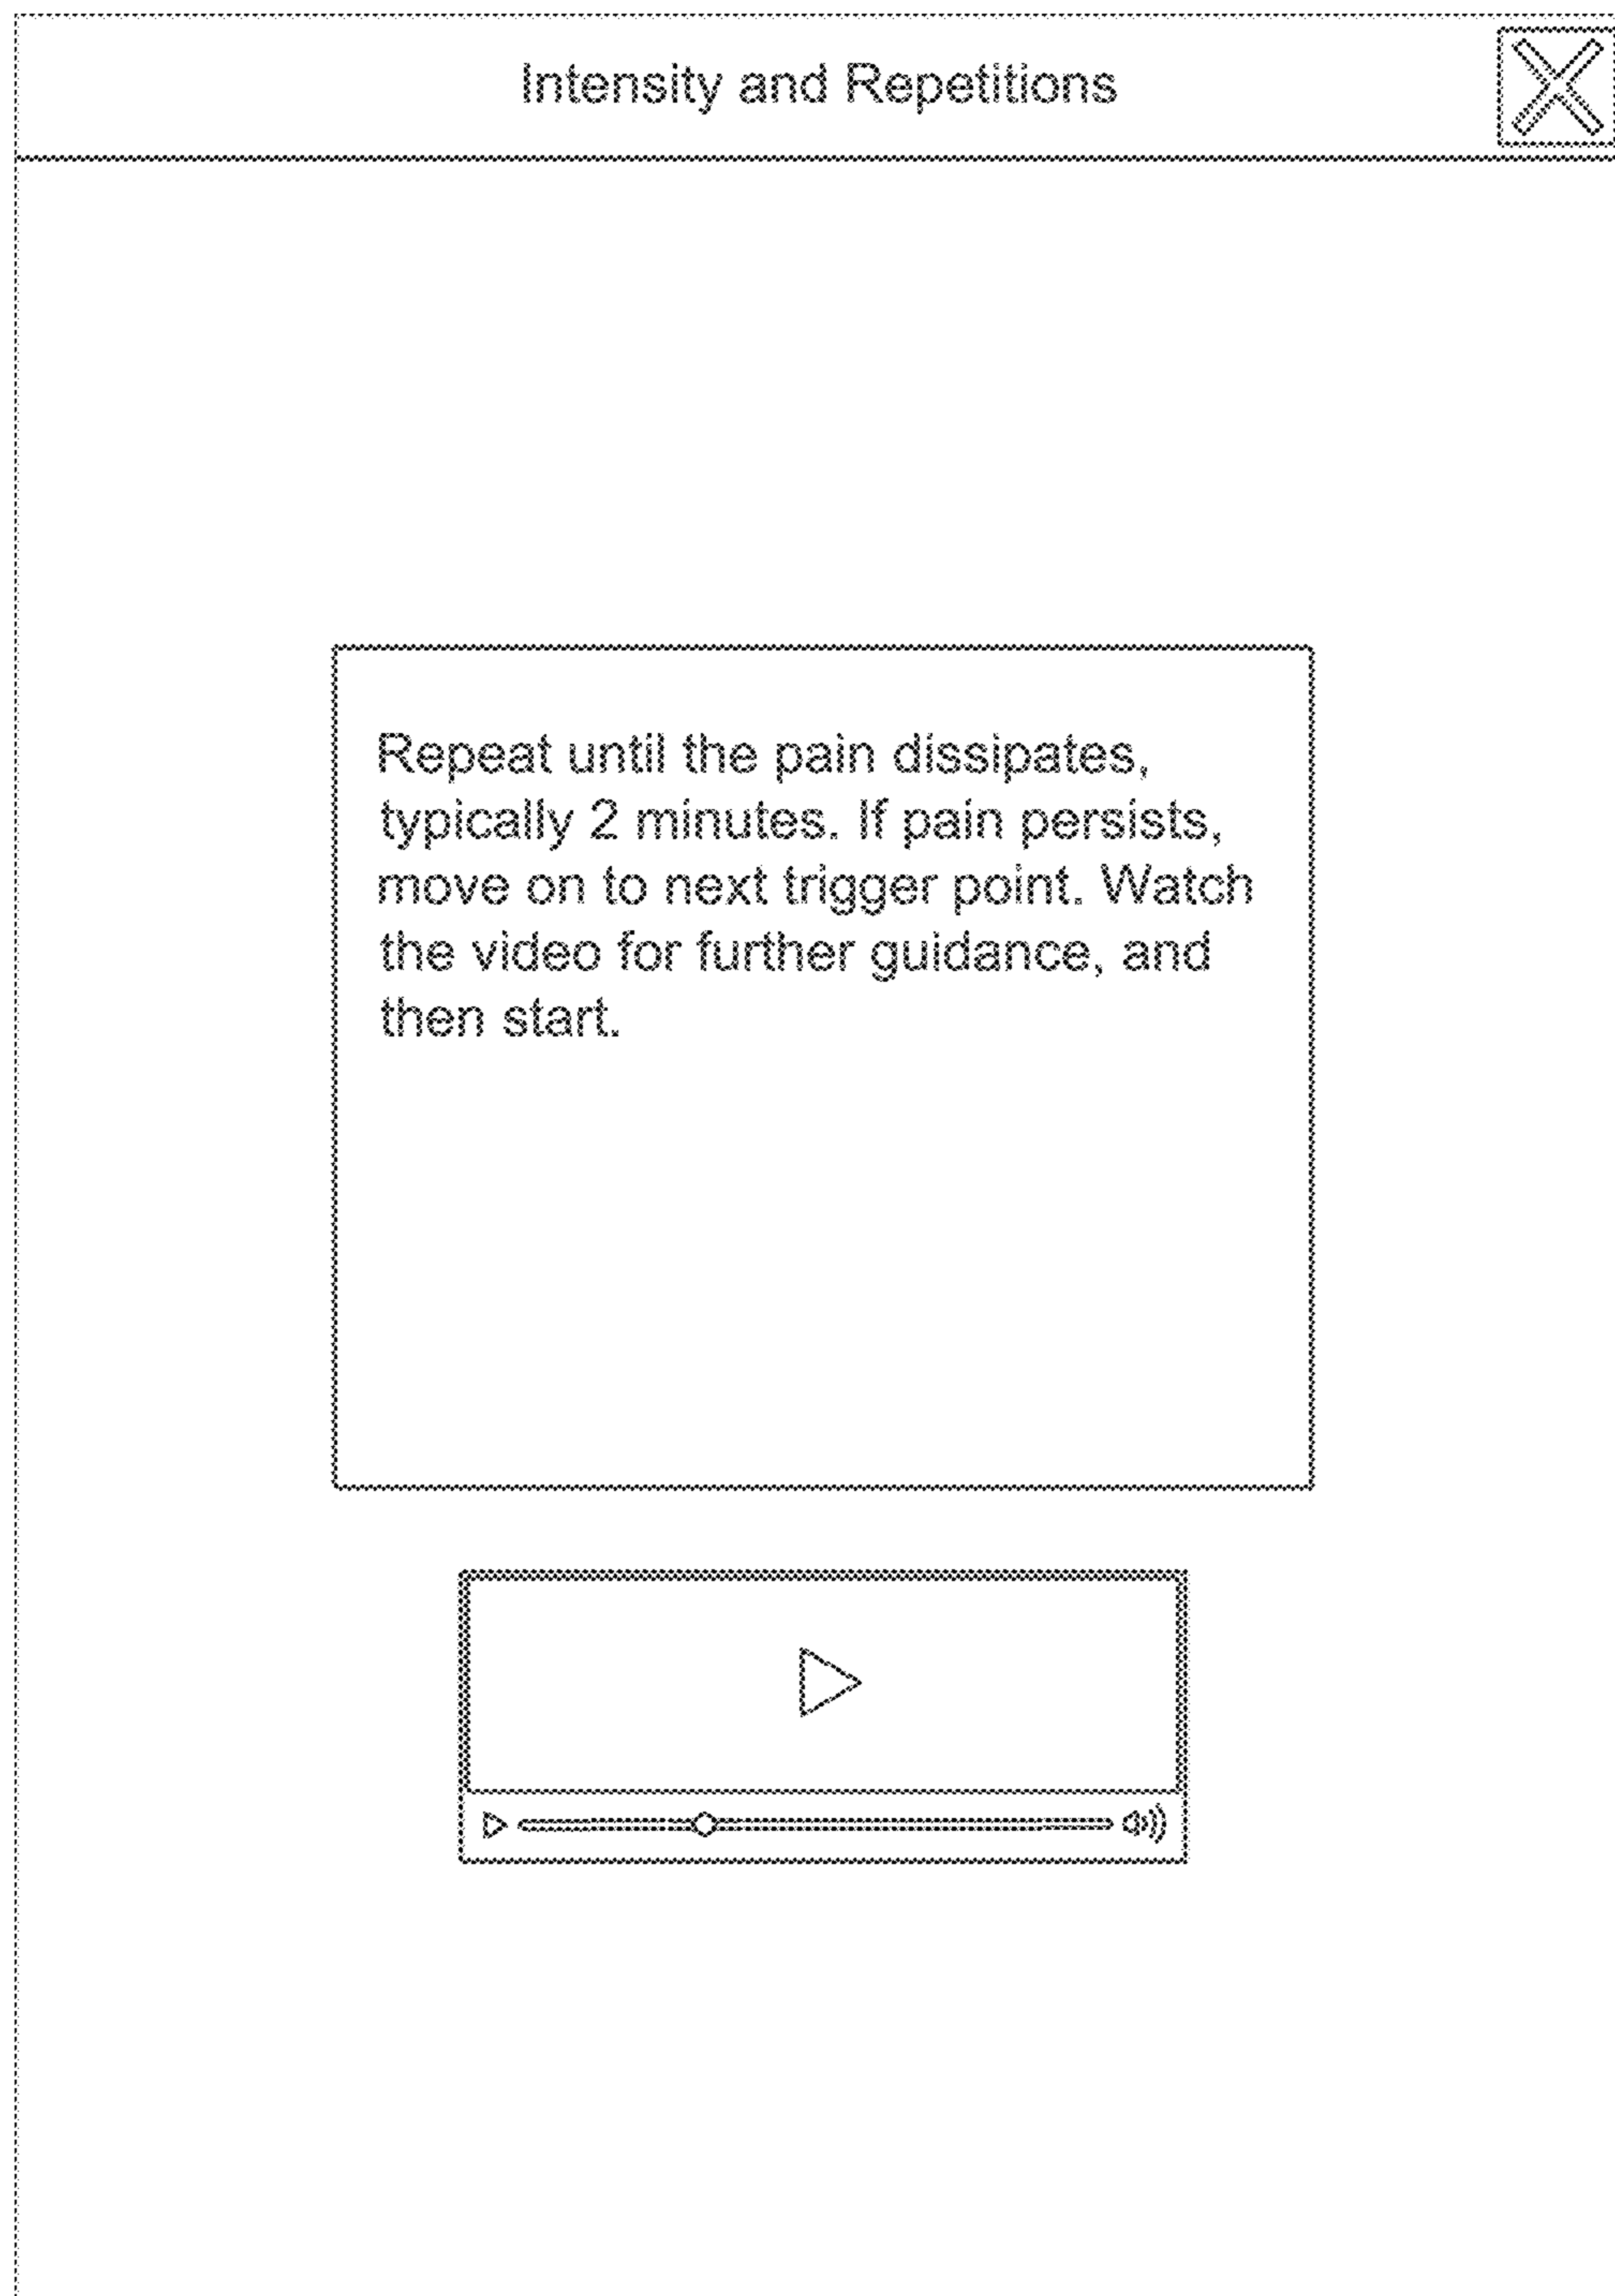 Intensity and Repetitions
Repeat until the pain dissipates,
typically 2 minutes. If pain persists,
move on to next trigger point. Watch
the video for further guidance, and
then start.